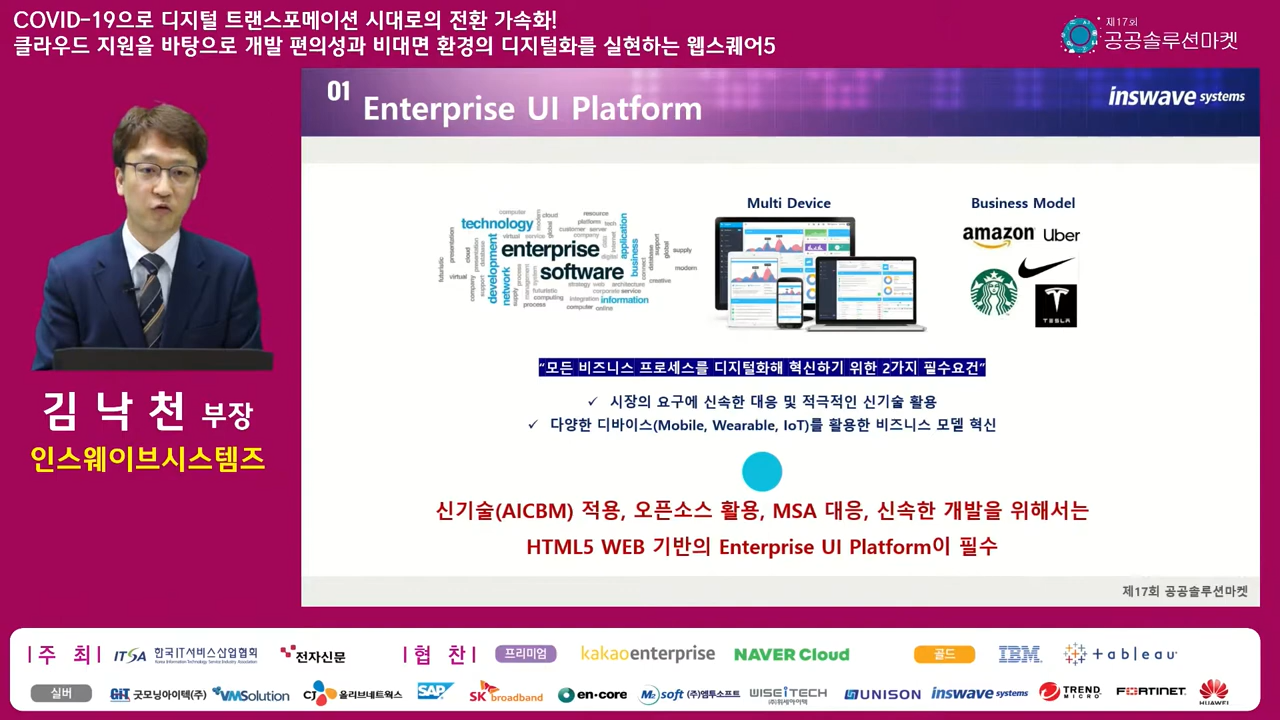 COVID-19으로 디지털 트랜스포메이션 시대로의 전환 가속화!
클라우드 지원을 바탕으로 개발 편의성과 비대면 환경의 디지털화를 실현하는 웹스퀘어5
제17회
공공솔루션마켓
01 Enterprise UI Platform
inswave systems
김 낙 천 부장
인스웨이브시스템즈
technology
enterprise
software
development
network
application
business
information
Multi Device
Business Model
amazon Uber
TESLA
“모든 비즈니스 프로세스를 디지털화해 혁신하기 위한 2가지 필수요건”
✓ 시장의 요구에 신속한 대응 및 적극적인 신기술 활용
✓ 다양한 디바이스(Mobile, Wearable, IoT)를 활용한 비즈니스 모델 혁신
신기술(AICBM) 적용, 오픈소스 활용, MSA 대응, 신속한 개발을 위해서는
HTML5 WEB 기반의 Enterprise UI Platform이 필수
제17회 공공솔루션마켓
주 최 ITSA 한국IT서비스산업협회 전자신문 협 찬 프리미엄 kakaoenterprise NAVER Cloud 골드 IBM tableau
실버 GIT 굿모닝아이텍(주) VMSolution CJ 올리브네트웍스 SAP SK broadband en-core M2soft (주)엠투소프트 WISEiTECH (주)위세아이텍 UNISON inswave systems TREND MICRO FORTINET HUAWEI